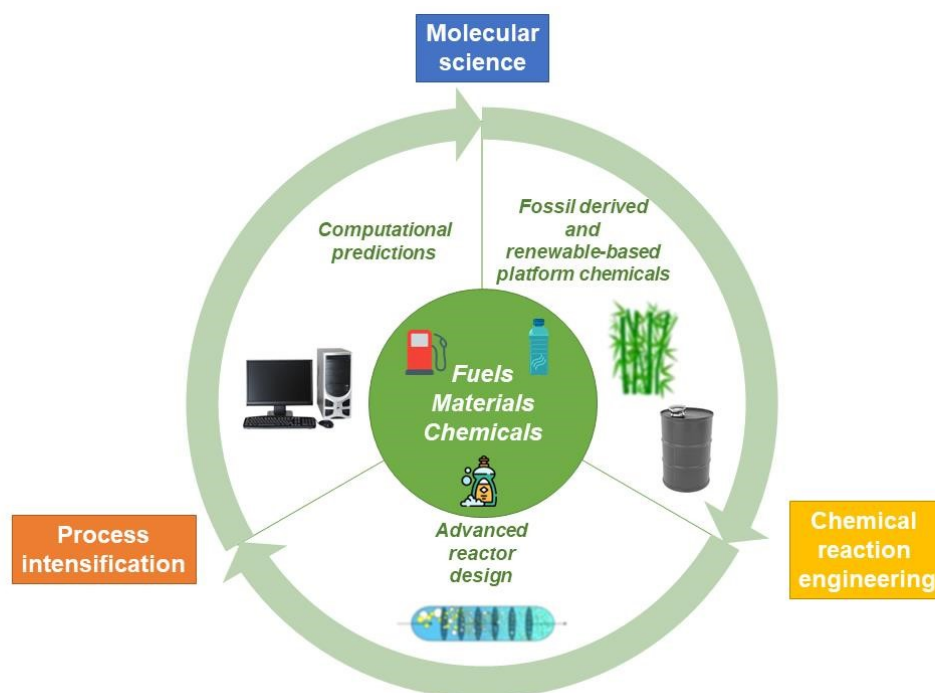 Molecular
science
Computational
predictions
Fossil derived
and
renewable-based
platform chemicals
Fuels
Materials
Chemicals
Process
intensification
Advanced
reactor
design
Chemical
reaction
engineering